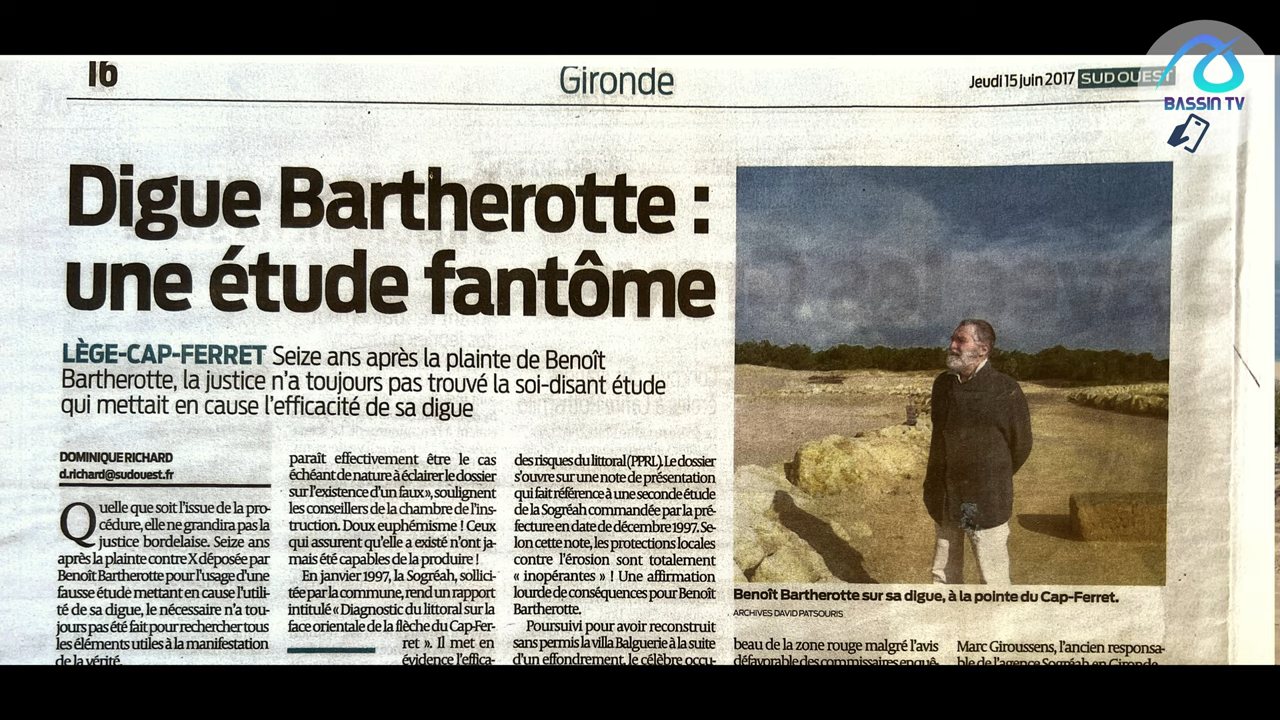 16
Gironde
Jeudi 15 juin 2017 SUD OUEST
BASSIN TV
Digue Bartherotte :
une étude fantôme
LÈGE-CAP-FERRET Seize ans après la plainte de Benoît
Bartherotte, la justice n'a toujours pas trouvé la soi-disant étude
qui mettait en cause l'efficacité de sa digue
DOMINIQUE RICHARD
d.richard@sudouest.fr
Quelle que soit l'issue de la pro-
cédure, elle ne grandira pas la
justice bordelaise. Seize ans
après la plainte contre X déposée par
Benoît Bartherotte pour l'usage d'une
fausse étude mettant en cause l'utili-
té de sa digue, le nécessaire n'a tou-
jours pas été fait pour rechercher tous
les éléments utiles à la manifestation
de la vérité.
paraît effectivement être le cas
échéant de nature à éclairer le dossier
sur l'existence d'un faux », soulignent
les conseillers de la chambre de l'ins-
truction. Doux euphémisme ! Ceux
qui assurent qu'elle a existé n'ont ja-
mais été capables de la produire !
En janvier 1997, la Sogréah, sollici-
tée par la commune, rend un rapport
intitulé « Diagnostic du littoral sur la
face orientale de la flèche du Cap-Fer-
ret ». Il met en
évidence l'effica-
des risques du littoral (PPRL). Le dossier
s'ouvre sur une note de présentation
qui fait référence à une seconde étude
de la Sogréah commandée par la pré-
fecture en date de décembre 1997. Se-
lon cette note, les protections locales
contre l'érosion sont totalement
« inopérantes » ! Une affirmation
lourde de conséquences pour Benoît
Bartherotte.
Poursuivi pour avoir reconstruit
sans permis la villa Balguerie à la suite
d'un effondrement, le célèbre occu-
Benoît Bartherotte sur sa digue, à la pointe du Cap-Ferret.
ARCHIVES DAVID PATSOURIS
beau de la zone rouge malgré l'avis
défavorable des commissaires enquê-
Marc Giroussens, l'ancien responsa-
ble de l'agence Sogréah en Gironde